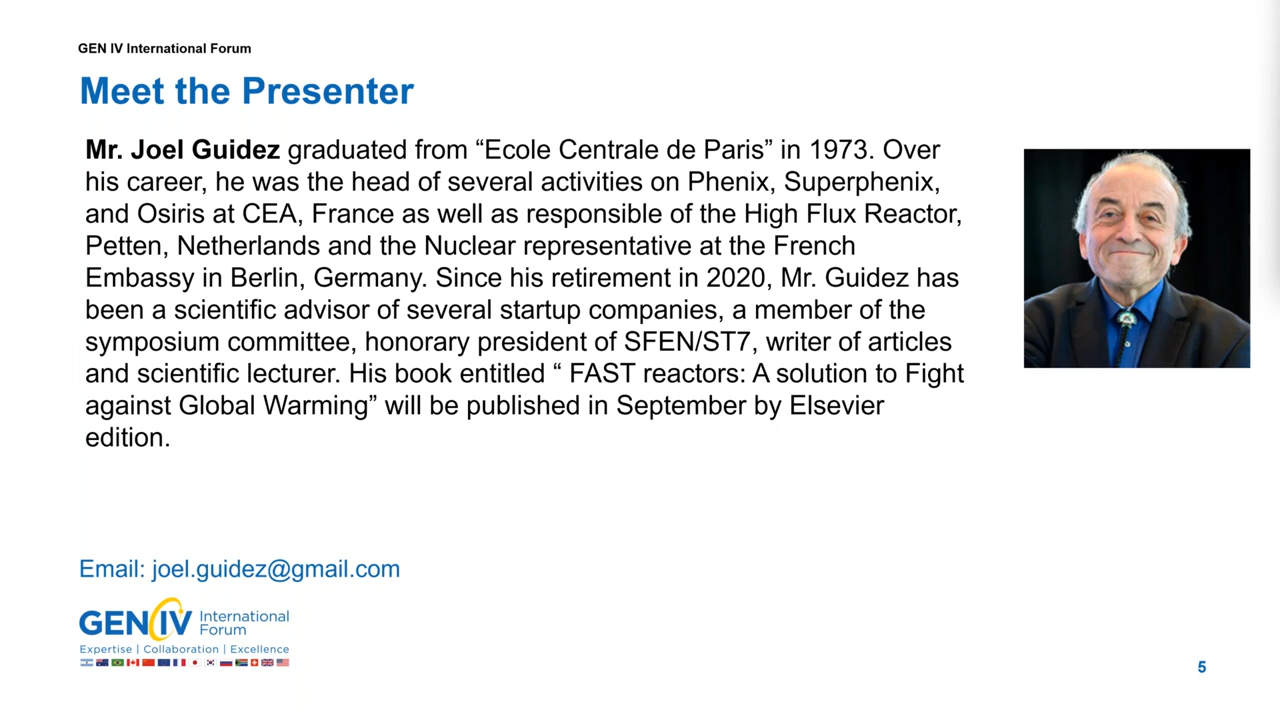 GEN IV International Forum
Meet the Presenter
Mr. Joel Guidez graduated from “Ecole Centrale de Paris” in 1973. Over
his career, he was the head of several activities on Phenix, Superphenix,
and Osiris at CEA, France as well as responsible of the High Flux Reactor,
Petten, Netherlands and the Nuclear representative at the French
Embassy in Berlin, Germany. Since his retirement in 2020, Mr. Guidez has
been a scientific advisor of several startup companies, a member of the
symposium committee, honorary president of SFEN/ST7, writer of articles
and scientific lecturer. His book entitled “ FAST reactors: A solution to Fight
against Global Warming” will be published in September by Elsevier
edition.
Email: joel.guidez@gmail.com
GEN IV International
Forum
Expertise | Collaboration | Excellence
5